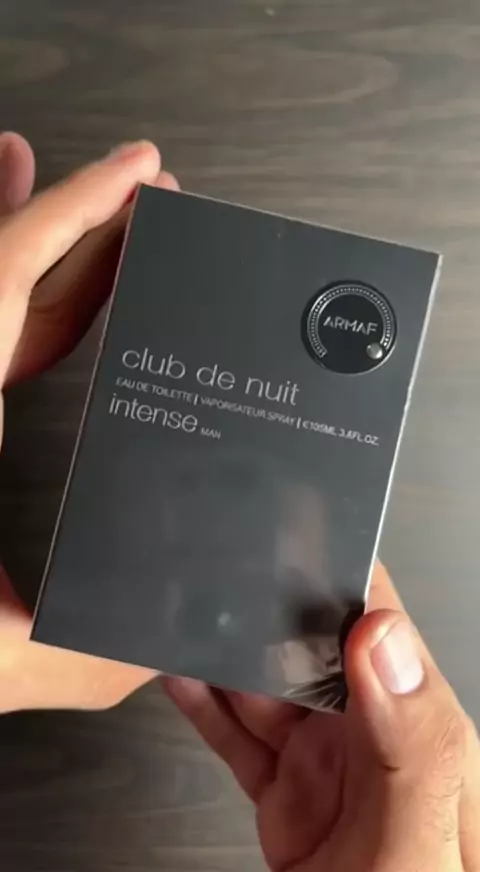 ARMAF
club de nuit
EAU DE TOILETTE | VAPORISATEUR SPRAY | ℮105ML 3.6FL.OZ.
intense MAN